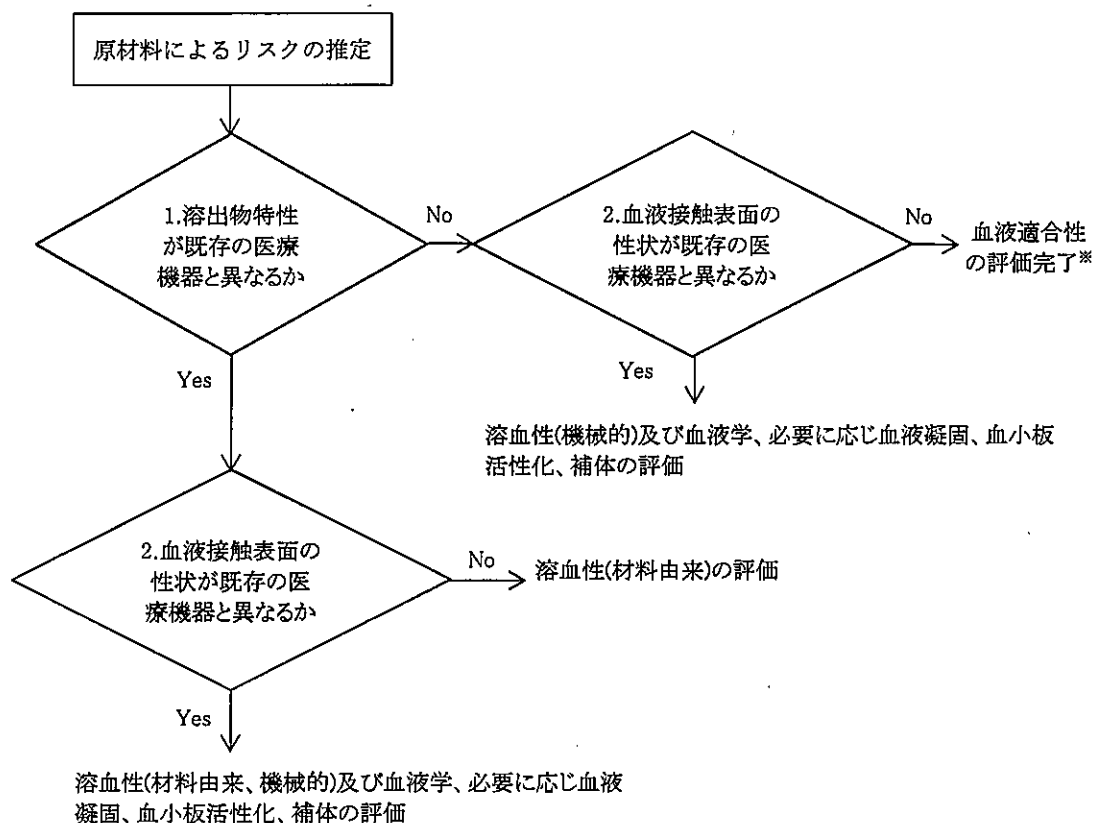 原材料によるリスクの推定
1.溶出物特性
が既存の医療
機器と異なるか
No
2.血液接触表面の
性状が既存の医
療機器と異なるか
No
血液適合性
の評価完了※
Yes
Yes
溶血性(機械的)及び血液学、必要に応じ血液凝固、血小板
活性化、補体の評価
2.血液接触表面の
性状が既存の医
療機器と異なるか
No
溶血性(材料由来)の評価
Yes
溶血性(材料由来、機械的)及び血液学、必要に応じ血液
凝固、血小板活性化、補体の評価